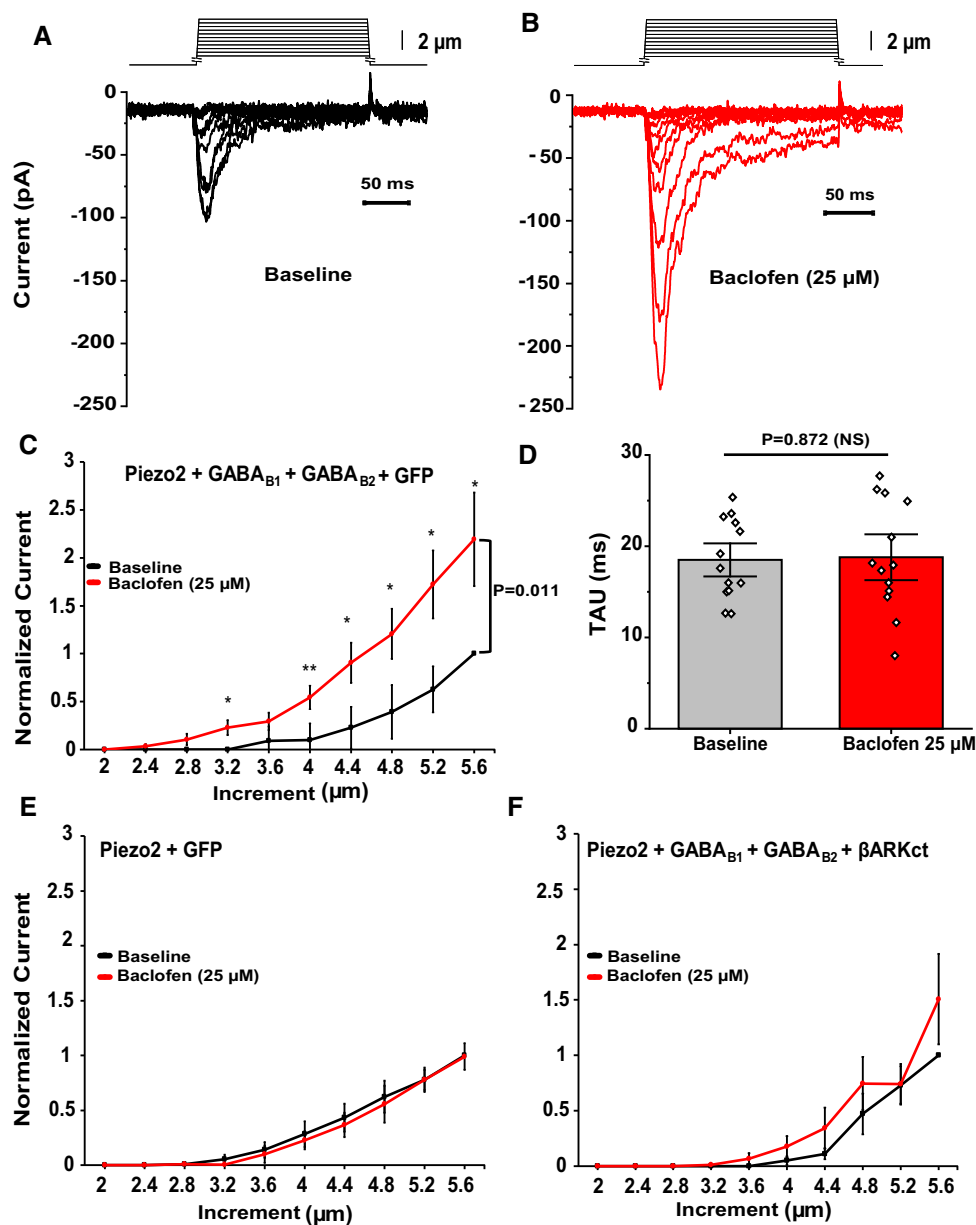 A
2 µm
0
-50
-100
-150
-200
-250
Current (pA)
50 ms
Baseline
B
2 µm
0
-50
-100
-150
-200
-250
50 ms
Baclofen (25 µM)
C
Piezo2 + GABAB1 + GABAB2 + GFP
3
2.5
2
1.5
1
0.5
0
Normalized Current
Baseline
Baclofen (25 µM)
*
**
*
*
*
*
P=0.011
2 2.4 2.8 3.2 3.6 4 4.4 4.8 5.2 5.6
Increment (µm)
D
P=0.872 (NS)
30
20
10
0
TAU (ms)
Baseline
Baclofen 25 µM
E
Piezo2 + GFP
3
2.5
2
1.5
1
0.5
0
Normalized Current
Baseline
Baclofen (25 µM)
2 2.4 2.8 3.2 3.6 4 4.4 4.8 5.2 5.6
Increment (µm)
F
Piezo2 + GABAB1 + GABAB2 + βARKct
3
2.5
2
1.5
1
0.5
0
Baseline
Baclofen (25 µM)
2 2.4 2.8 3.2 3.6 4 4.4 4.8 5.2 5.6
Increment (µm)